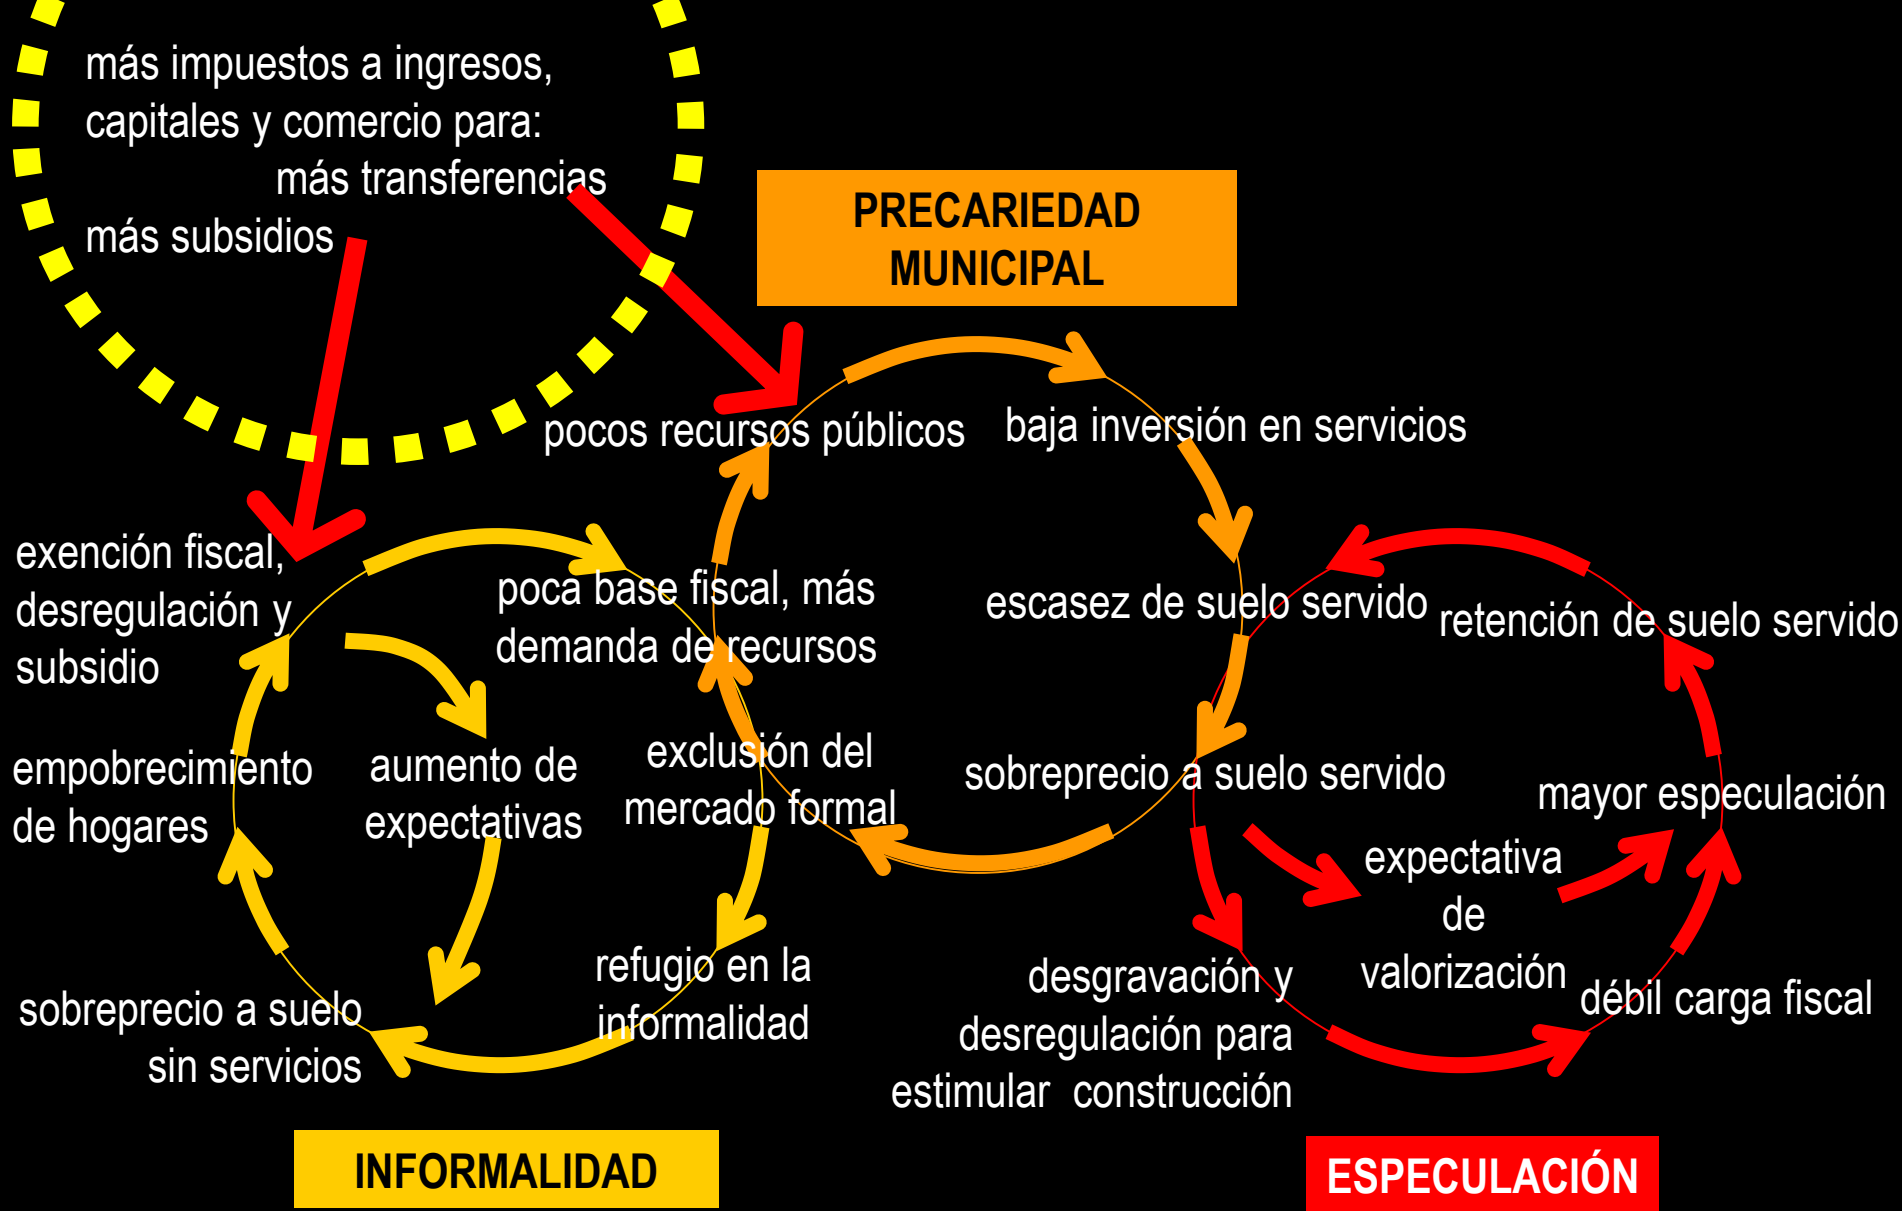 más impuestos a ingresos,
capitales y comercio para:
más transferencias
más subsidios
PRECARIEDAD
MUNICIPAL
pocos recursos públicos
baja inversión en servicios
exención fiscal,
desregulación y
subsidio
poca base fiscal, más
demanda de recursos
escasez de suelo servido
retención de suelo servido
empobrecimiento
de hogares
aumento de
expectativas
exclusión del
mercado formal
sobreprecio a suelo servido
mayor especulación
expectativa
de
valorización
refugio en la
informalidad
desgravación y
desregulación para
estimular construcción
débil carga fiscal
sobreprecio a suelo
sin servicios
INFORMALIDAD
ESPECULACIÓN